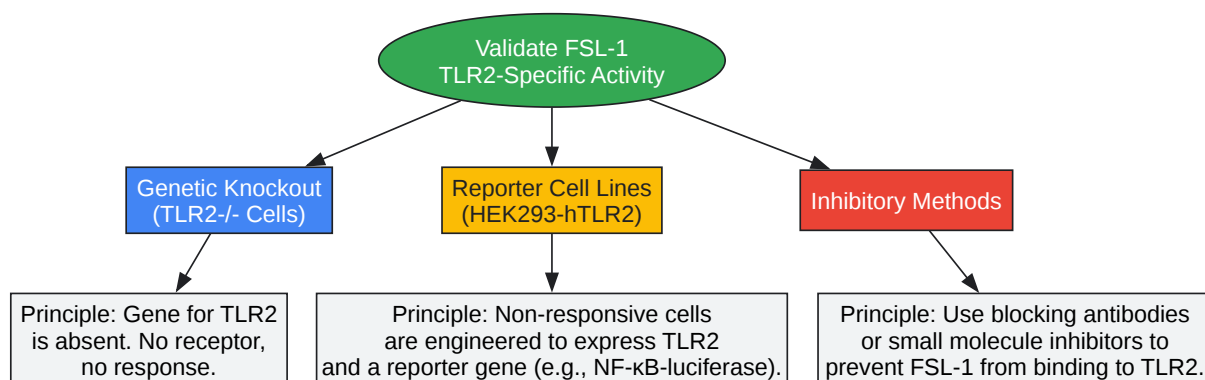 Validate FSL-1
TLR2-Specific Activity
Genetic Knockout
(TLR2-/- Cells)
Reporter Cell Lines
(HEK293-hTLR2)
Inhibitory Methods
Principle: Gene for TLR2
is absent. No receptor,
no response.
Principle: Non-responsive cells
are engineered to express TLR2
and a reporter gene (e.g., NF-κB-luciferase).
Principle: Use blocking antibodies
or small molecule inhibitors to
prevent FSL-1 from binding to TLR2.